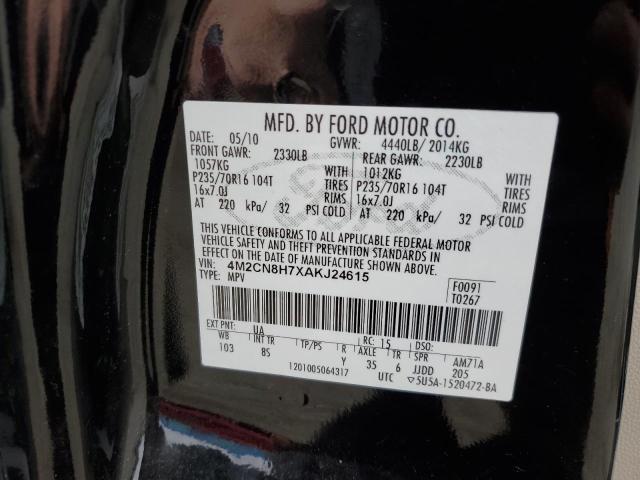 MFD. BY FORD MOTOR CO.
DATE: 05/10 GVWR: 4440LB/ 2014KG
FRONT GAWR: 2330LB REAR GAWR: 2230LB
1057KG WITH 1012KG WITH
P235/70R16 104T TIRES P235/70R16 104T TIRES
16x7.0J RIMS 16x7.0J RIMS
AT 220 kPa/ 32 PSI COLD AT 220 kPa/ 32 PSI COLD
THIS VEHICLE CONFORMS TO ALL APPLICABLE FEDERAL MOTOR
VEHICLE SAFETY AND THEFT PREVENTION STANDARDS IN
EFFECT ON THE DATE OF MANUFACTURE SHOWN ABOVE.
VIN: 4M2CN8H7XAKJ24615 F0091
TYPE: MPV T0267
EXT PNT: UA RC: 15 DSO:
WB INT TR TP/PS R AXLE TR SPR AM71A
103 8S Y 35 6 JJDD 205
1201005064317 UTC ▽5U5A-1520472-BA